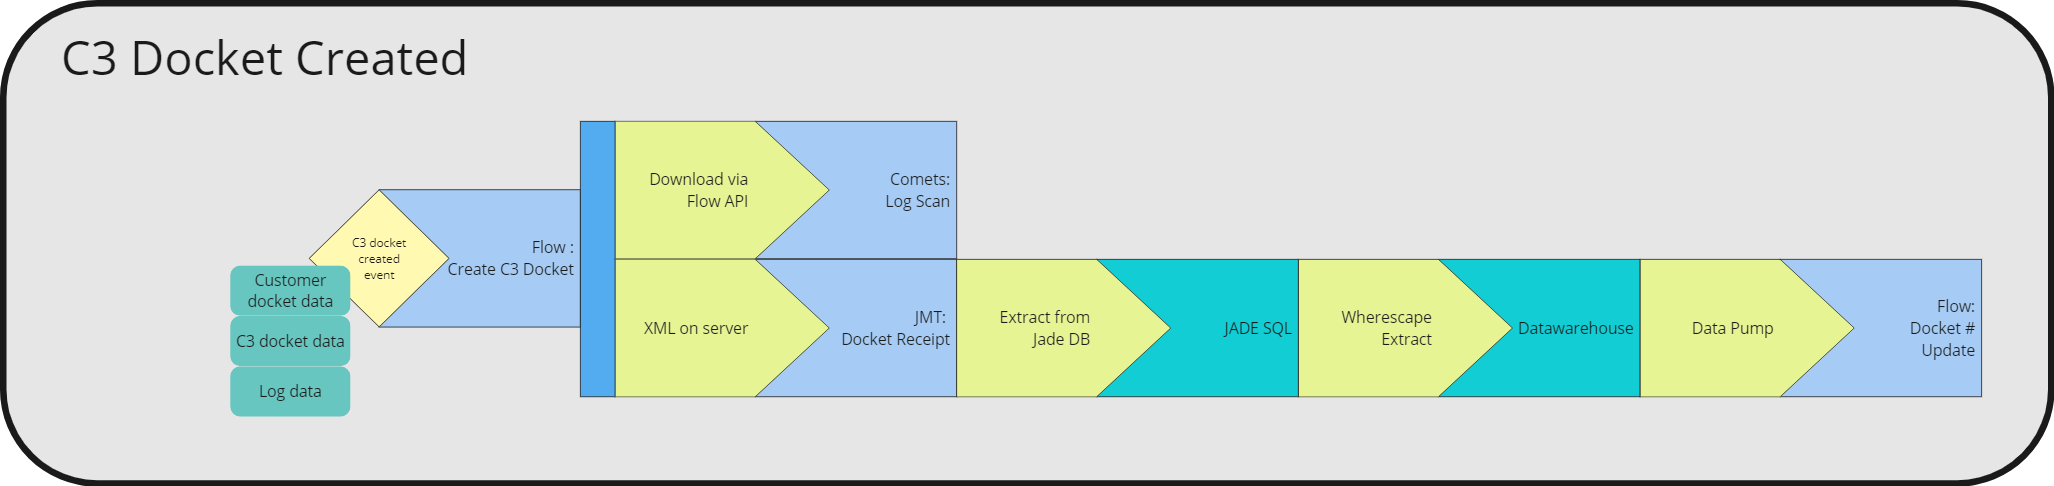 C3 Docket Created
C3 docket
created
event
Customer
docket data
C3 docket data
Log data
Flow :
Create C3 Docket
Download via
Flow API
Comets:
Log Scan
XML on server
JMT:
Docket Receipt
Extract from
Jade DB
JADE SQL
Wherescape
Extract
Datawarehouse
Data Pump
Flow:
Docket #
Update